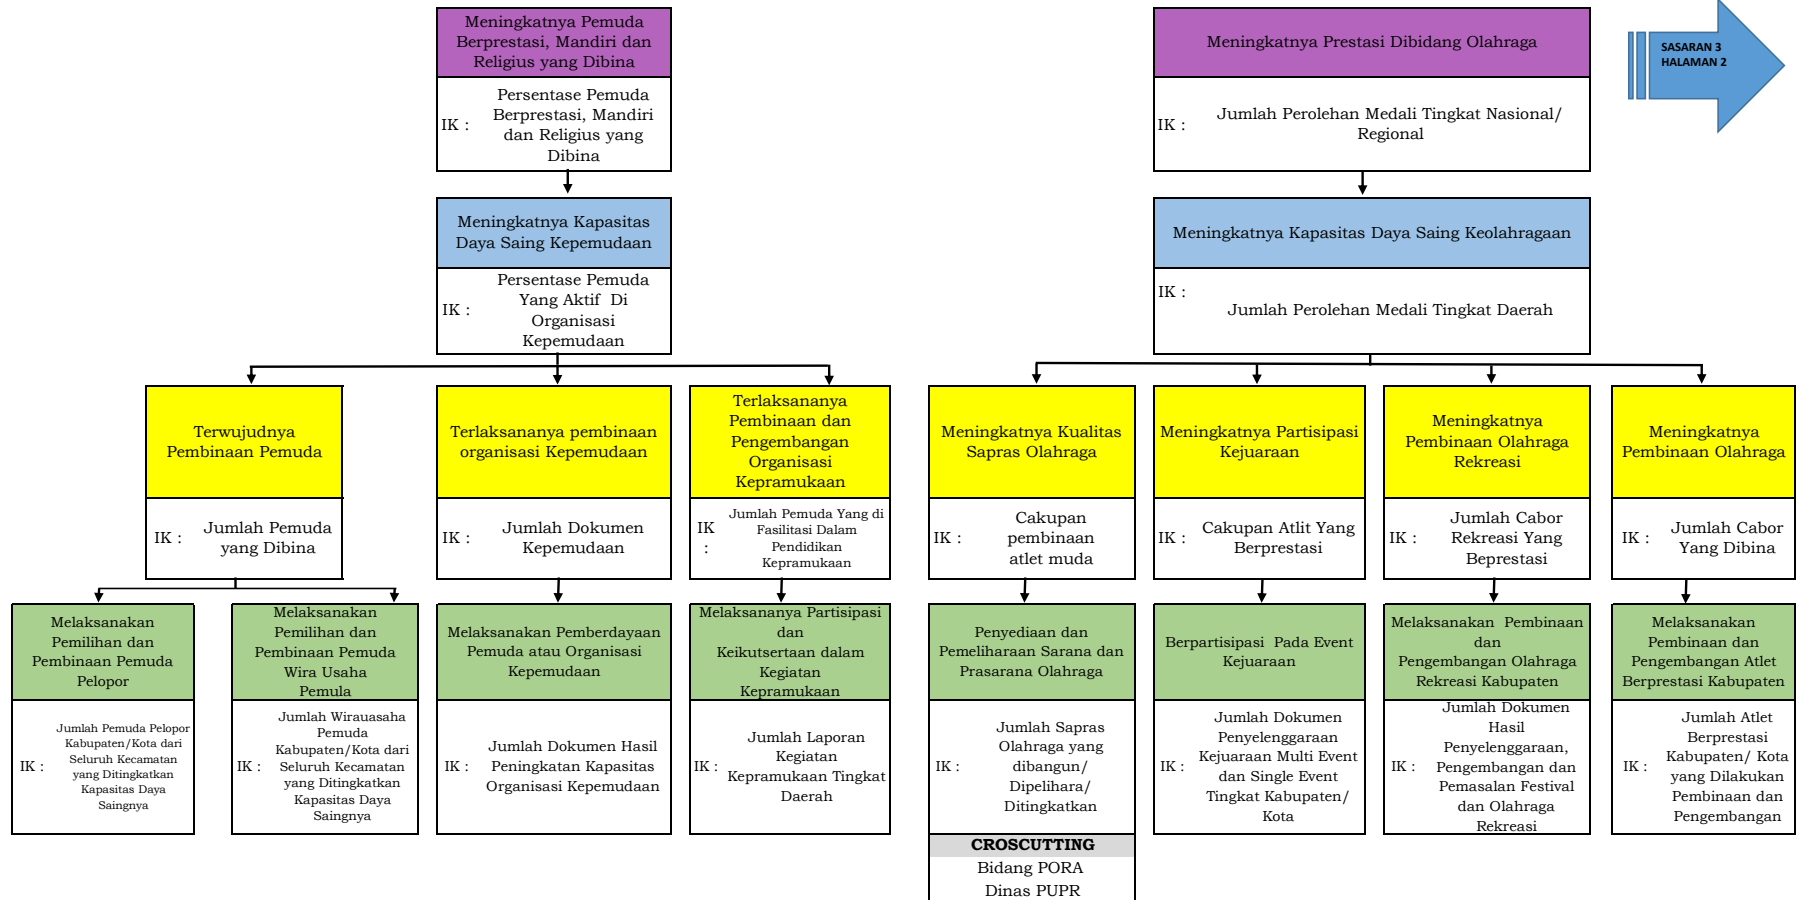 Meningkatnya Pemuda
Berprestasi, Mandiri dan
Religius yang Dibina
IK :
Persentase Pemuda
Berprestasi, Mandiri
dan Religius yang
Dibina
Meningkatnya Prestasi Dibidang Olahraga
IK :
Jumlah Perolehan Medali Tingkat Nasional/
Regional
SASARAN 3
HALAMAN 2
Meningkatnya Kapasitas
Daya Saing Kepemudaan
IK :
Persentase Pemuda
Yang Aktif  Di
Organisasi
Kepemudaan
Meningkatnya Kapasitas Daya Saing Keolahragaan
IK :
Jumlah Perolehan Medali Tingkat Daerah
Terwujudnya
Pembinaan Pemuda
IK :
Jumlah Pemuda
yang Dibina
Terlaksananya pembinaan
organisasi Kepemudaan
IK :
Jumlah Dokumen
Kepemudaan
Terlaksananya
Pembinaan dan
Pengembangan
Organisasi
Kepramukaan
IK
:
Jumlah Pemuda Yang di
Fasilitasi Dalam
Pendidikan
Kepramukaan
Meningkatnya Kualitas
Sapras Olahraga
IK :
Cakupan
pembinaan
atlet muda
Meningkatnya Partisipasi
Kejuaraan
IK :
Cakupan Atlit Yang
Berprestasi
Meningkatnya
Pembinaan Olahraga
Rekreasi
IK :
Jumlah Cabor
Rekreasi Yang
Beprestasi
Meningkatnya
Pembinaan Olahraga
IK :
Jumlah Cabor
Yang Dibina
Melaksanakan
Pemilihan dan
Pembinaan Pemuda
Pelopor
IK :
Jumlah Pemuda Pelopor
Kabupaten/Kota dari
Seluruh Kecamatan
yang Ditingkatkan
Kapasitas Daya
Saingnya
Melaksanakan
Pemilihan dan
Pembinaan Pemuda
Wira Usaha
Pemula
IK :
Jumlah Wirauasaha
Pemuda
Kabupaten/Kota dari
Seluruh Kecamatan
yang Ditingkatkan
Kapasitas Daya
Saingnya
Melaksanakan Pemberdayaan
Pemuda atau Organisasi
Kepemudaan
IK :
Jumlah Dokumen Hasil
Peningkatan Kapasitas
Organisasi Kepemudaan
Melaksananya Partisipasi
dan
Keikutsertaan dalam
Kegiatan
Kepramukaan
IK :
Jumlah Laporan
Kegiatan
Kepramukaan Tingkat
Daerah
Penyediaan dan
Pemeliharaan Sarana dan
Prasarana Olahraga
IK :
Jumlah Sapras
Olahraga yang
dibangun/
Dipelihara/
Ditingkatkan
CROSCUTTING
Bidang PORA
Dinas PUPR
Berpartisipasi  Pada Event
Kejuaraan
IK :
Jumlah Dokumen
Penyelenggaraan
Kejuaraan Multi Event
dan Single Event
Tingkat Kabupaten/
Kota
Melaksanakan  Pembinaan
dan
Pengembangan Olahraga
Rekreasi Kabupaten
IK :
Jumlah Dokumen
Hasil
Penyelenggaraan,
Pengembangan dan
Pemasalan Festival
dan Olahraga
Rekreasi
Melaksanakan
Pembinaan dan
Pengembangan Atlet
Berprestasi Kabupaten
IK :
Jumlah Atlet
Berprestasi
Kabupaten/ Kota
yang Dilakukan
Pembinaan dan
Pengembangan